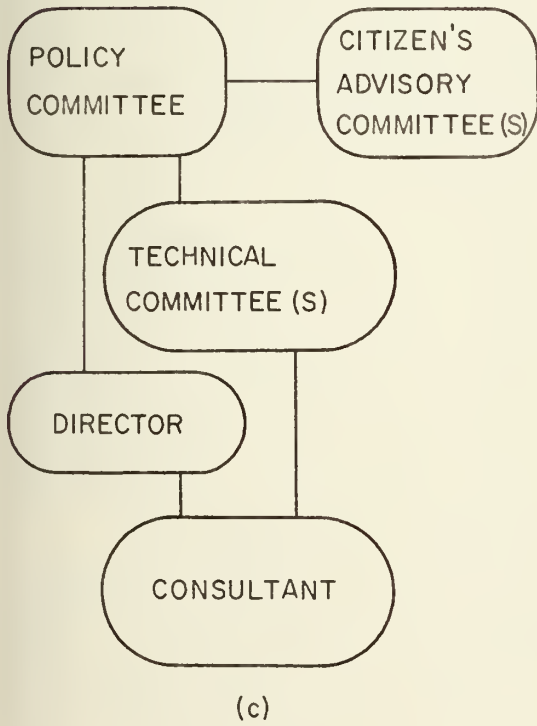 POLICY
COMMITTEE
CITIZEN'S
ADVISORY
COMMITTEE (S)
TECHNICAL
COMMITTEE (S)
DIRECTOR
CONSULTANT
(c)